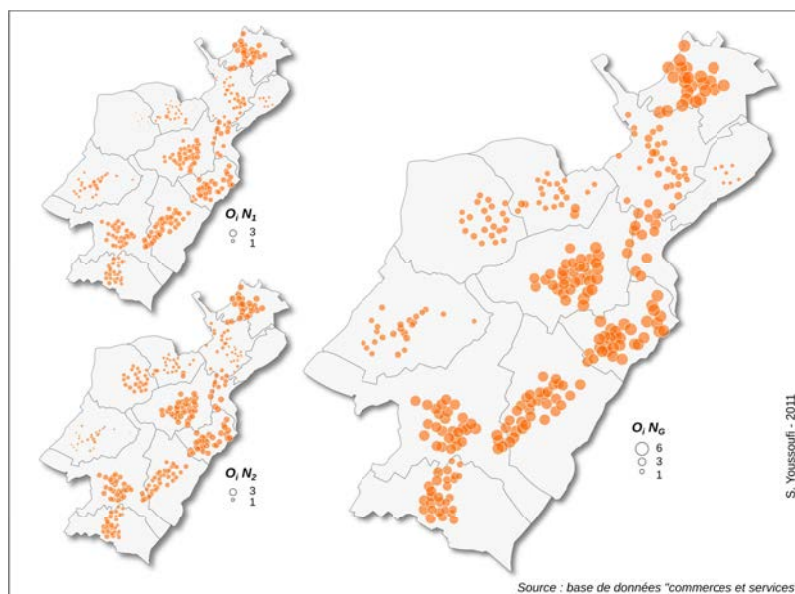 O_i N_1
3
1
O_i N_2
3
1
O_i N_G
6
3
1
S. Youssoufi - 2011
Source : base de données "commerces et services"